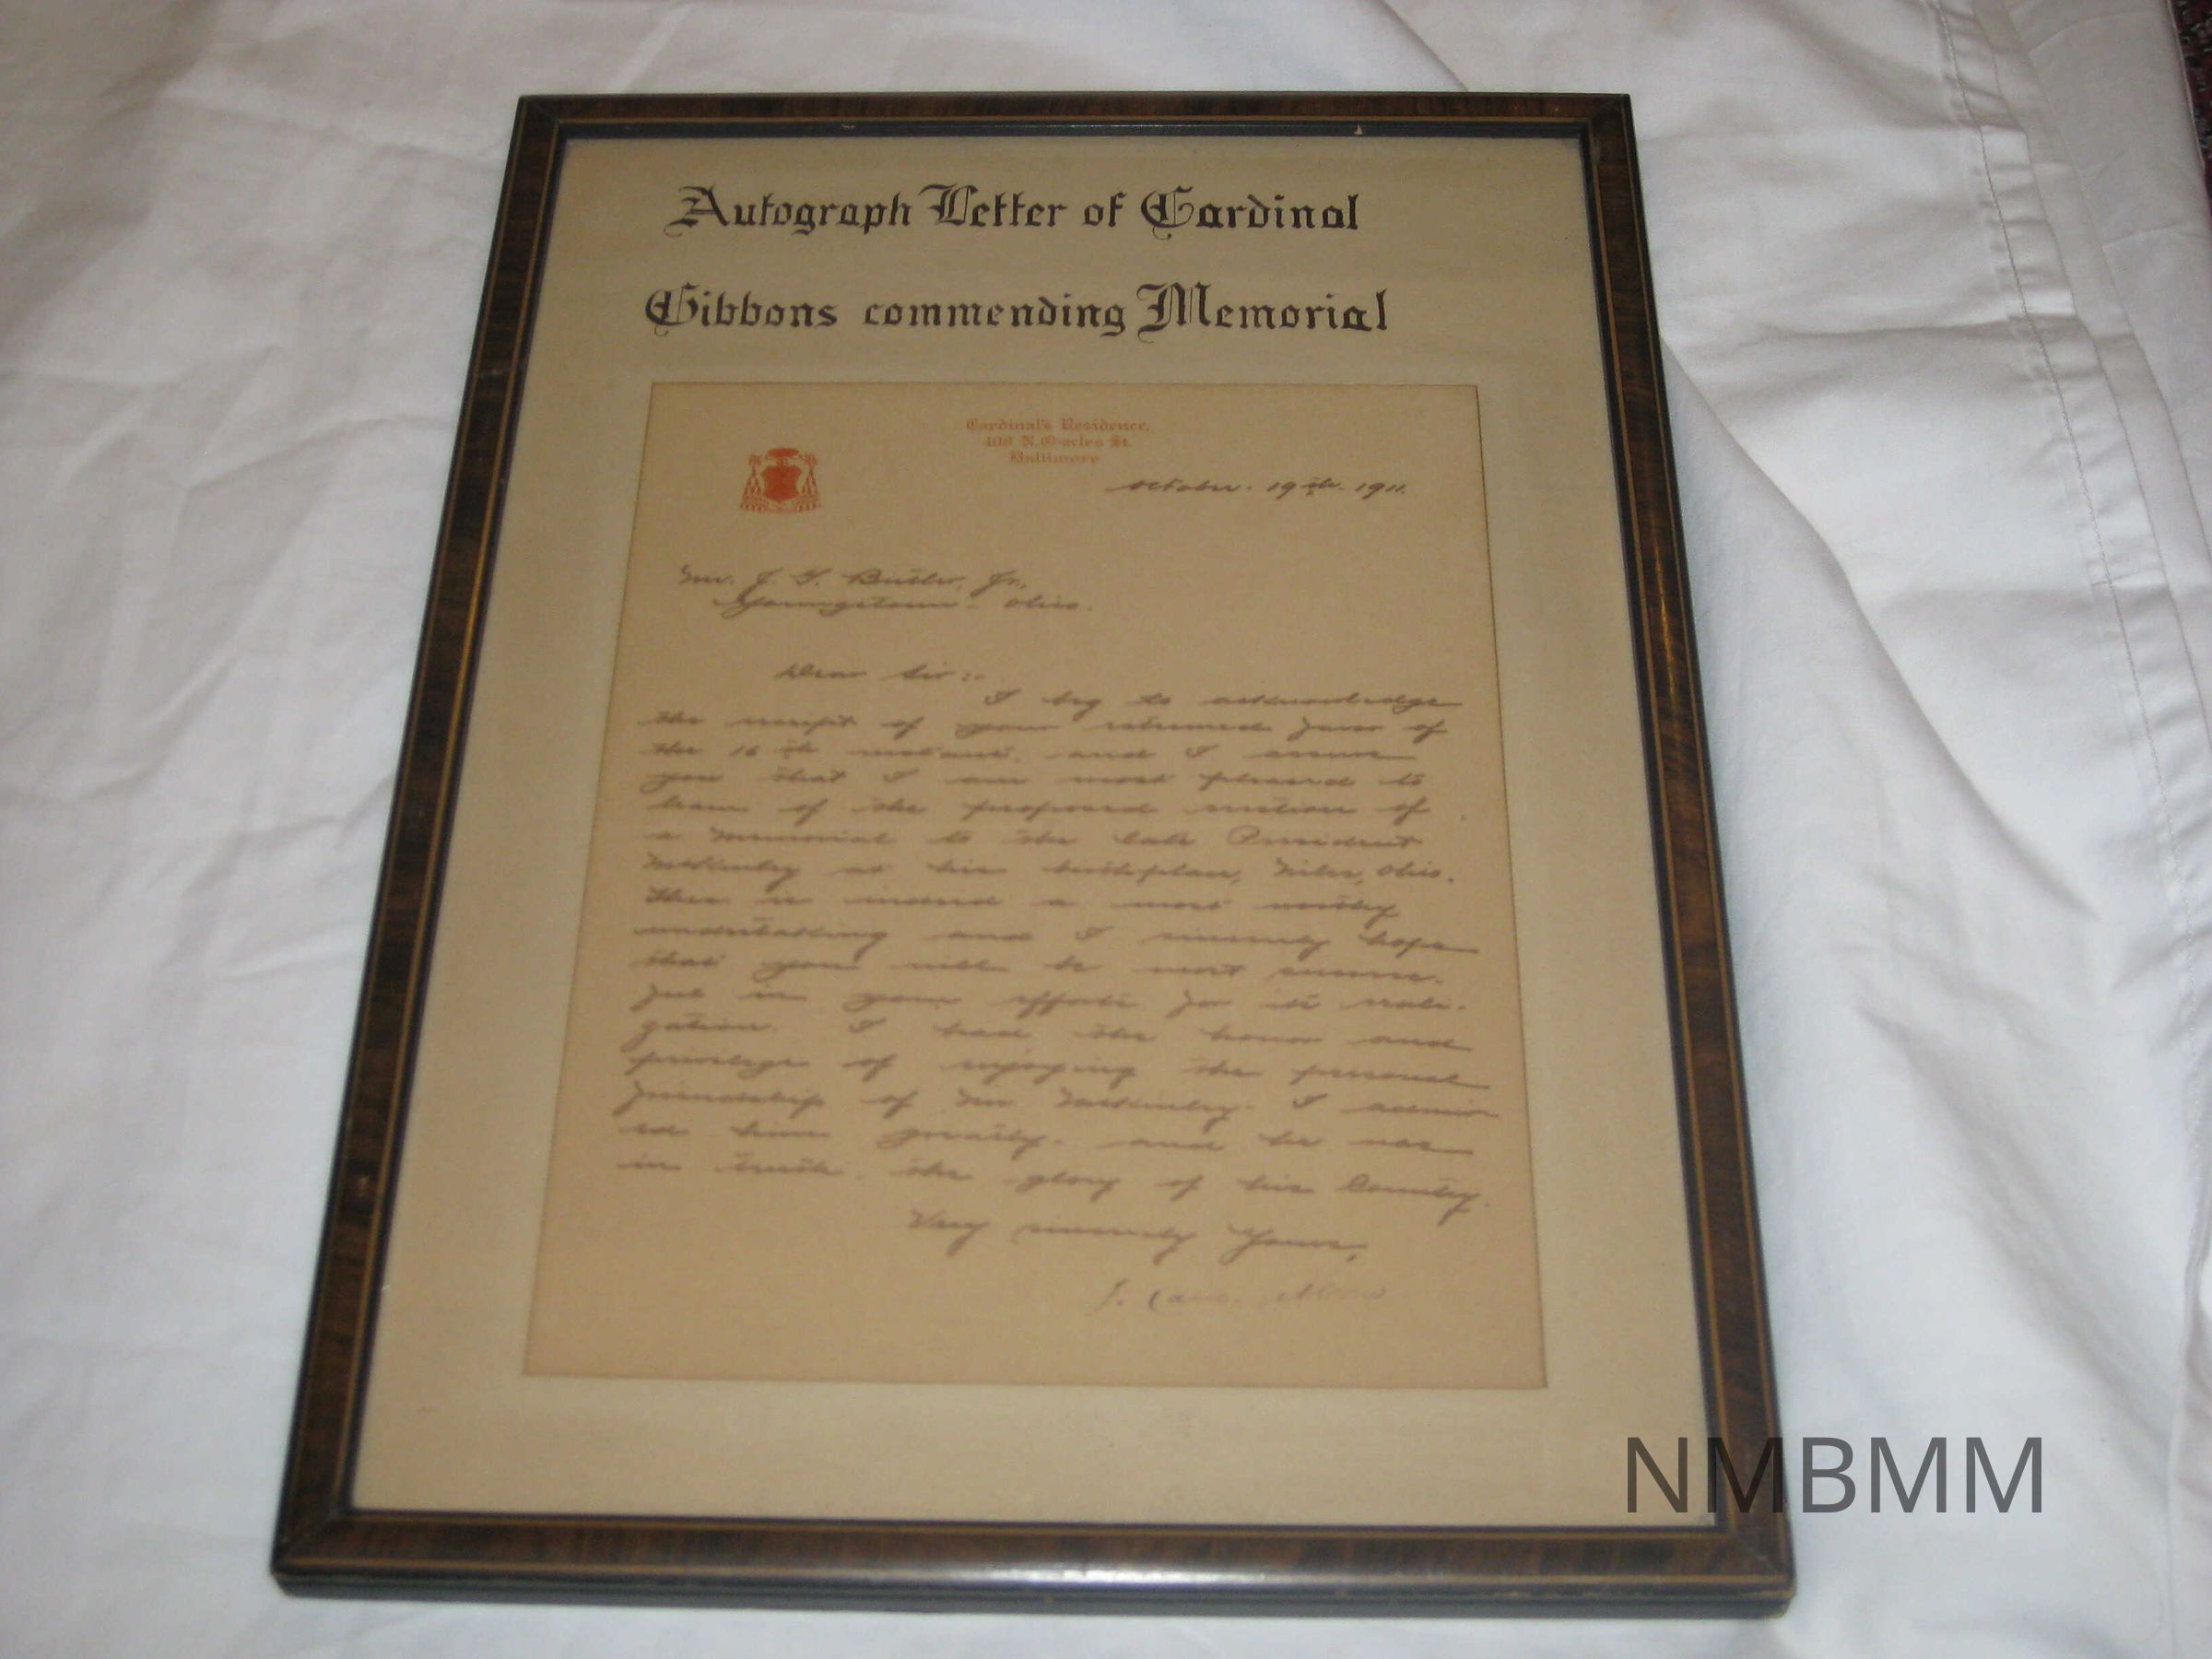 Autograph Letter of Cardinal
Gibbons commending Memorial
Cardinal's Residence,
408 N. Charles St.
Baltimore
October. 19th. 1911.
Mr. J. G. Butler, Jr.
Youngstown. Ohio.
Dear Sir:-
I beg to acknowledge
the receipt of your esteemed favor of
the 16th instant. and I assure
you that I am most pleased to
learn of the proposed erection of
a memorial to the late President
McKinley at his birthplace, Niles, Ohio.
This is indeed a most worthy
undertaking and I sincerely hope
that you will be most success-
ful in your efforts for its reali-
zation. I had the honor and
privilege of enjoying the personal
friendship of Mr McKinley. I admir
ed him greatly. and he was
in truth. the glory of his Country.
Very sincerely Yours,
J. Card. Gibbons
NMBMM